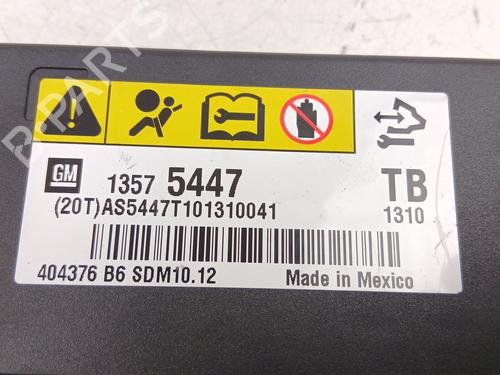 B-PARTS
GM
1357 5447 TB
(20T)AS5447T101310041 1310
404376 B6 SDM10.12 Made in Mexico